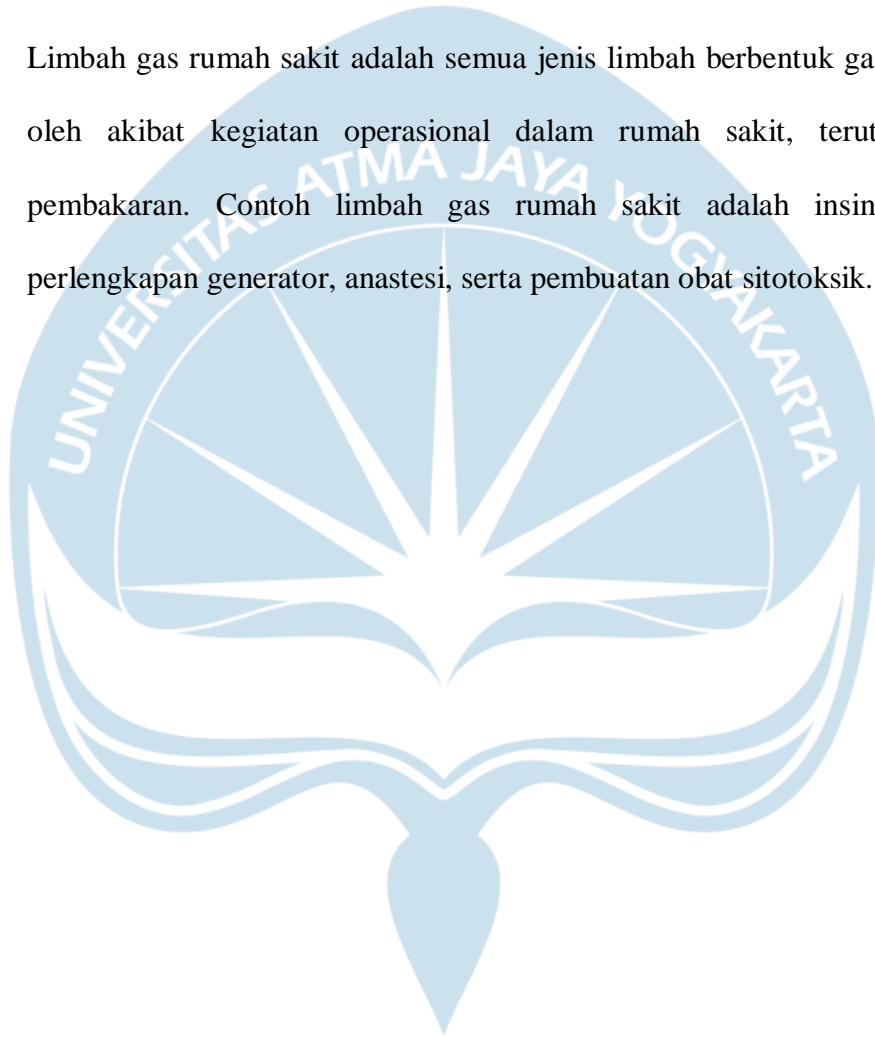 Limbah gas rumah sakit adalah semua jenis limbah berbentuk ga
oleh akibat kegiatan operasional dalam rumah sakit, terut
pembakaran. Contoh limbah gas rumah sakit adalah insin
perlengkapan generator, anastesi, serta pembuatan obat sitotoksik.
UNIVERSITAS ATMA JAYA YOGYAKARTA